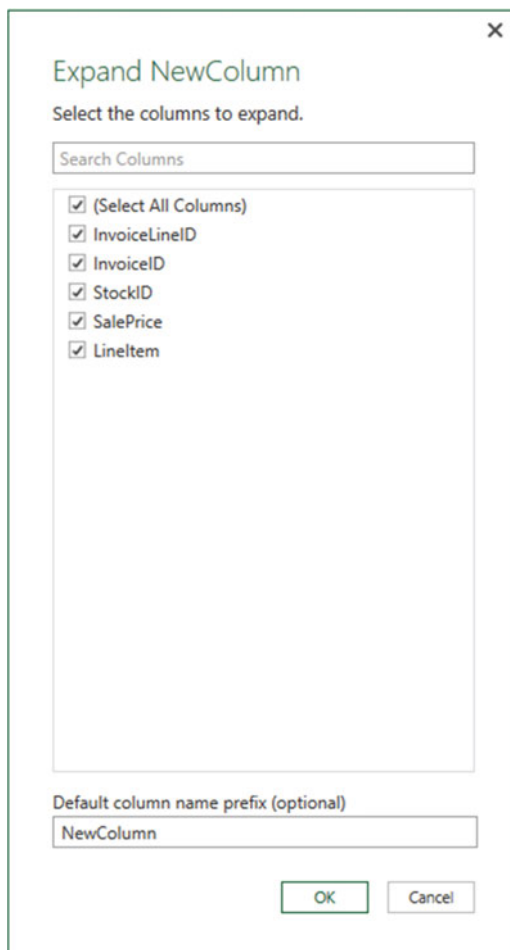 Expand NewColumn
Select the columns to expand.
Search Columns
(Select All Columns)
InvoiceLineID
InvoiceID
StockID
SalePrice
LineItem
Default column name prefix (optional)
NewColumn
OK Cancel